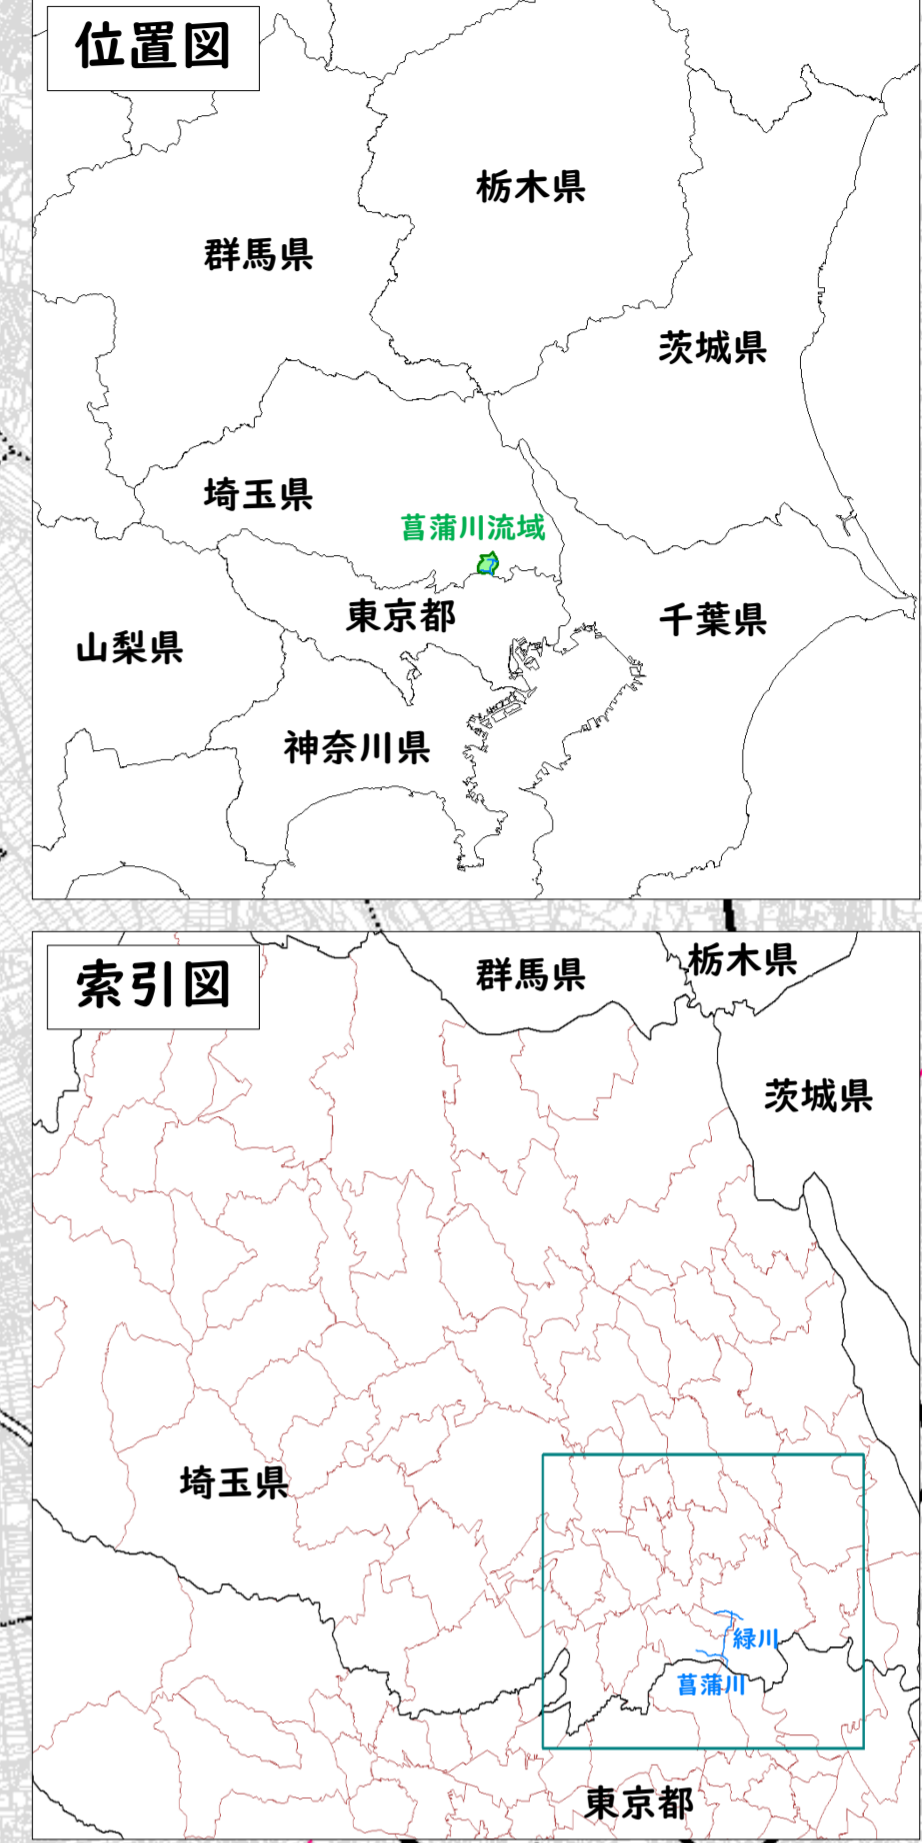 位置図
栃木県
群馬県
茨城県
埼玉県
菖蒲川流域
東京都
千葉県
山梨県
神奈川県
索引図
群馬県
栃木県
茨城県
埼玉県
緑川
菖蒲川
東京都